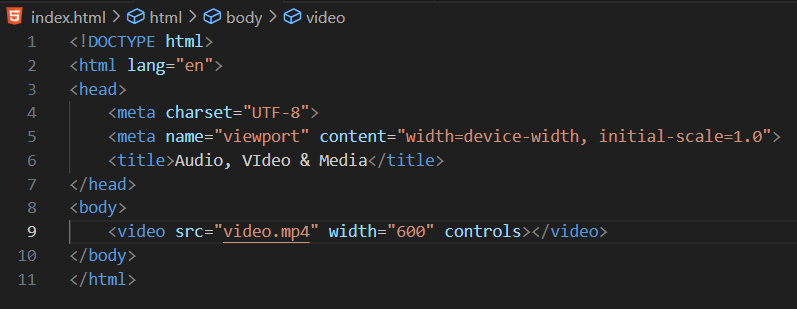 index.html > html > body > video
1 <!DOCTYPE html>
2 <html lang="en">
3 <head>
4     <meta charset="UTF-8">
5     <meta name="viewport" content="width=device-width, initial-scale=1.0">
6     <title>Audio, VIdeo & Media</title>
7 </head>
8 <body>
9     <video src="video.mp4" width="600" controls></video>
10 </body>
11 </html>